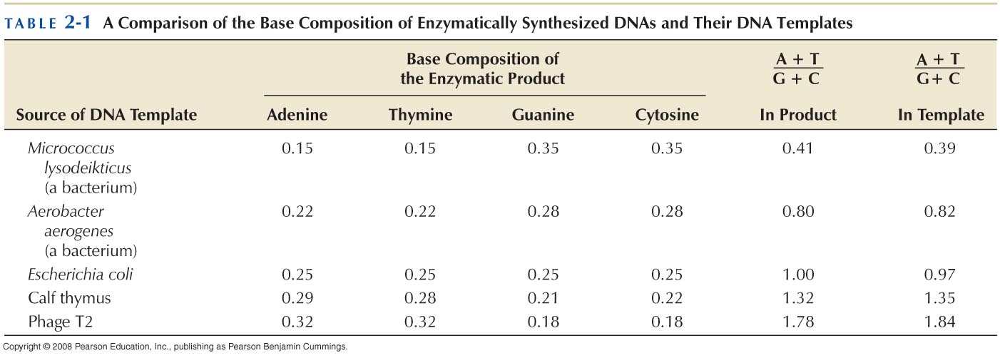 TABLE 2-1 A Comparison of the Base Composition of Enzymatically Synthesized DNAs and Their DNA Templates
Base Composition of
the Enzymatic Product
A + T
G + C
A + T
G+ C
Source of DNA Template Adenine Thymine Guanine Cytosine In Product In Template
Micrococcus 0.15 0.15 0.35 0.35 0.41 0.39
lysodeikticus
(a bacterium)
Aerobacter 0.22 0.22 0.28 0.28 0.80 0.82
aerogenes
(a bacterium)
Escherichia coli 0.25 0.25 0.25 0.25 1.00 0.97
Calf thymus 0.29 0.28 0.21 0.22 1.32 1.35
Phage T2 0.32 0.32 0.18 0.18 1.78 1.84
Copyright © 2008 Pearson Education, Inc., publishing as Pearson Benjamin Cummings.